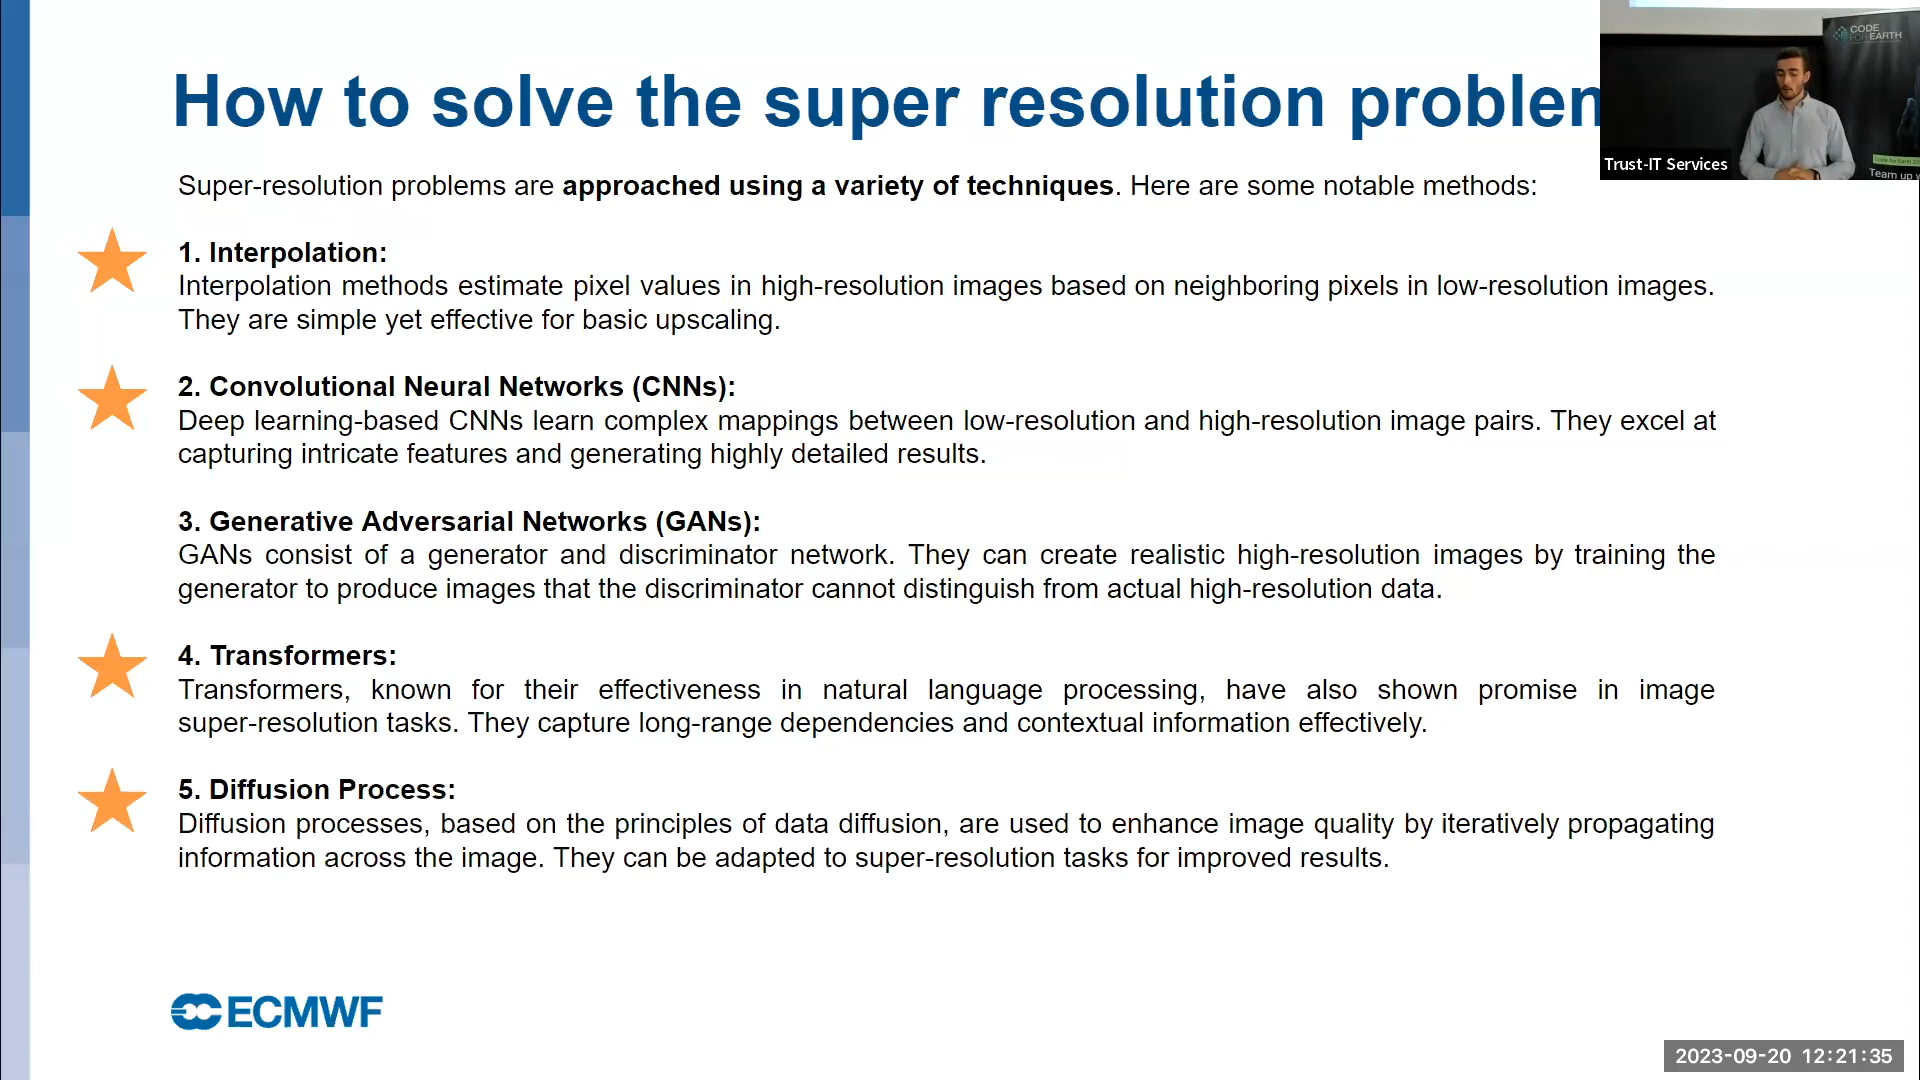 How to solve the super resolution problem
CODE
FOR EARTH
Trust-IT Services
Code for Earth
Team up
Super-resolution problems are approached using a variety of techniques. Here are some notable methods:
1. Interpolation:
Interpolation methods estimate pixel values in high-resolution images based on neighboring pixels in low-resolution images.
They are simple yet effective for basic upscaling.
2. Convolutional Neural Networks (CNNs):
Deep learning-based CNNs learn complex mappings between low-resolution and high-resolution image pairs. They excel at
capturing intricate features and generating highly detailed results.
3. Generative Adversarial Networks (GANs):
GANs consist of a generator and discriminator network. They can create realistic high-resolution images by training the
generator to produce images that the discriminator cannot distinguish from actual high-resolution data.
4. Transformers:
Transformers, known for their effectiveness in natural language processing, have also shown promise in image
super-resolution tasks. They capture long-range dependencies and contextual information effectively.
5. Diffusion Process:
Diffusion processes, based on the principles of data diffusion, are used to enhance image quality by iteratively propagating
information across the image. They can be adapted to super-resolution tasks for improved results.
ECMWF
2023-09-20 12:21:35